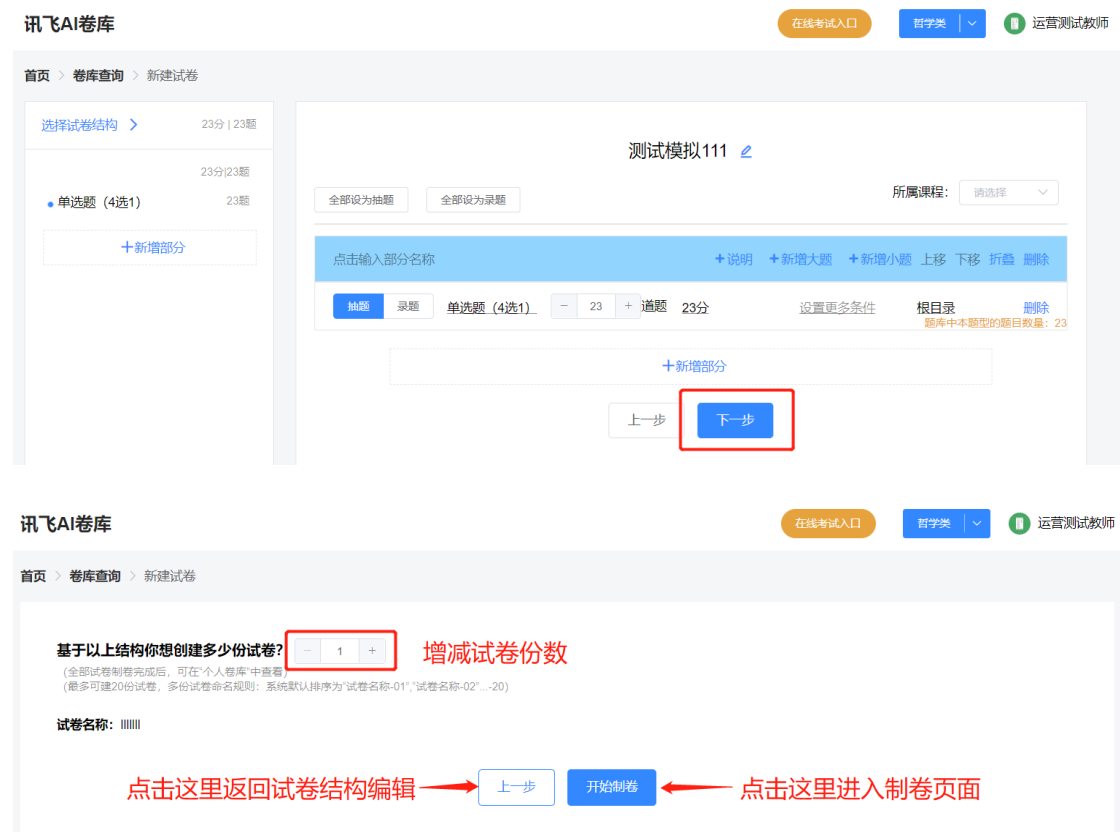 讯飞AI卷库 在线考试入口 哲学类 运营测试教师
首页 > 卷库查询 > 新建试卷
选择试卷结构 > 23分 | 23题
23分|23题
单选题（4选1） 23题
+新增部分
测试模拟111
全部设为抽题 全部设为录题 所属课程： 请选择
点击输入部分名称 +说明 +新增大题 +新增小题 上移 下移 折叠 删除
抽题 录题 单选题（4选1） － 23 + 道题 23分 设置更多条件 根目录 删除
题库中本题型的题目数量：23
+新增部分
上一步 下一步
讯飞AI卷库 在线考试入口 哲学类 运营测试教师
首页 > 卷库查询 > 新建试卷
基于以上结构你想创建多少份试卷？ － 1 + 增减试卷份数
（全部试卷制卷完成后，可在“个人卷库”中查看）
（最多可建20份试卷，多份试卷命名规则：系统默认排序为“试卷名称-01”,“试卷名称-02”...-20）
试卷名称： lllllll
点击这里返回试卷结构编辑 上一步 开始制卷 点击这里进入制卷页面